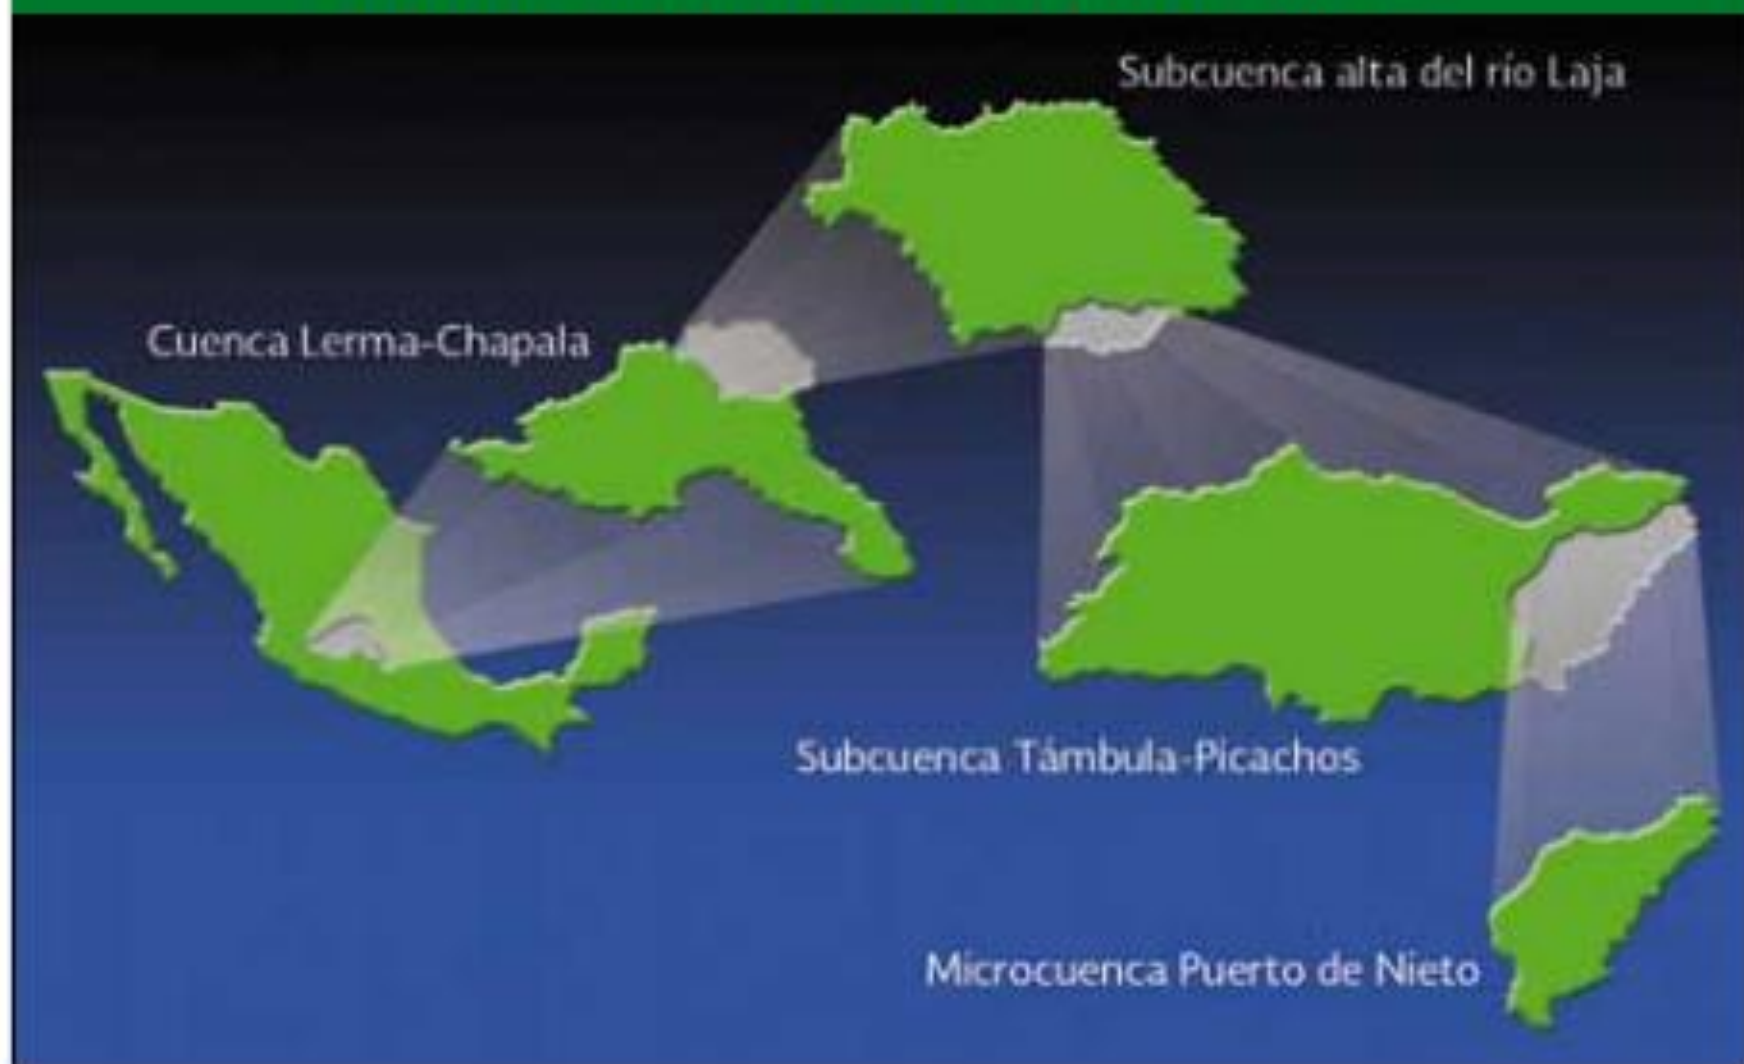 Subcuenca alta del río Laja
Cuenca Lerma-Chapala
Subcuenca Támbula-Picachos
Microcuenca Puerto de Nieto